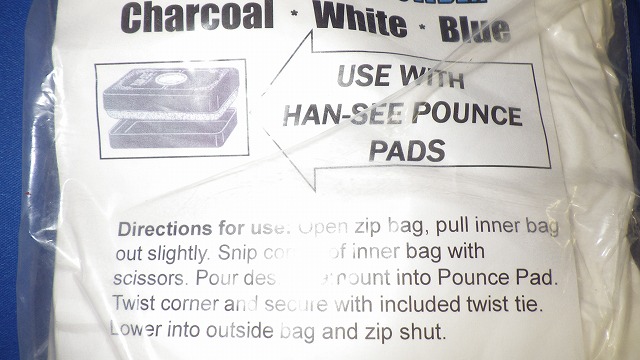 Charcoal * White * Blue
USE WITH
HAN-SEE POUNCE
PADS
Directions for use: Open zip bag, pull inner bag
out slightly. Snip of inner bag with
scissors. Pour into Pounce Pad.
Twist corner and secure with included twist tie.
Lower into outside bag and zip shut.